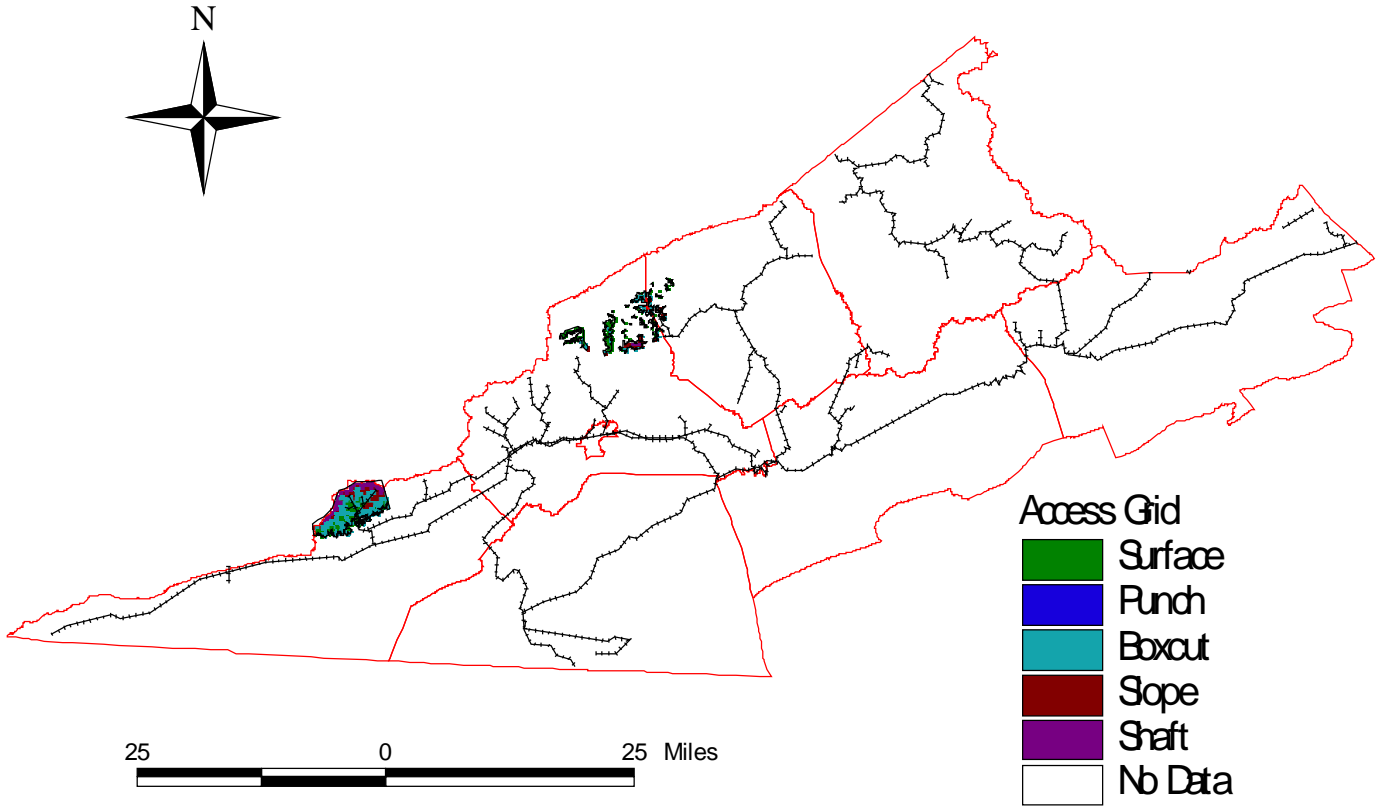 N
Access Grid
Surface
Punch
Boxcut
Slope
Shaft
No Data
25 0 25 Miles